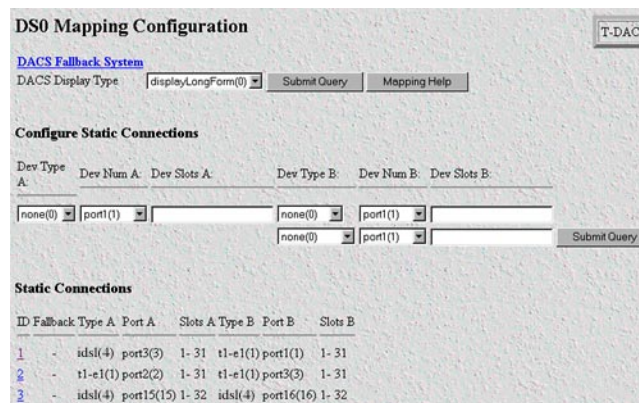 DS0 Mapping Configuration
T-DAC
DACS Fallback System
DACS Display Type displayLongForm(0) Submit Query Mapping Help
Configure Static Connections
Dev Type A: Dev Num A: Dev Slots A: Dev Type B: Dev Num B: Dev Slots B:
none(0) port1(1) none(0) port1(1)
none(0) port1(1) Submit Query
Static Connections
ID Fallback Type A Port A Slots A Type B Port B Slots B
1 - idsl(4) port3(3) 1- 31 t1-e1(1) port1(1) 1- 31
2 - t1-e1(1) port2(2) 1- 31 t1-e1(1) port3(3) 1- 31
3 - idsl(4) port15(15) 1- 32 idsl(4) port16(16) 1- 32